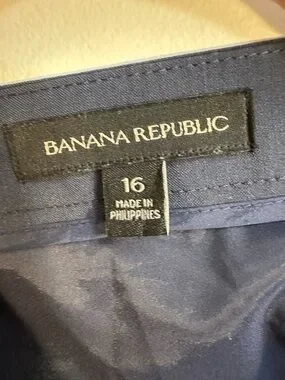 BANANA REPUBLIC
16
MADE IN
PHILIPPINES